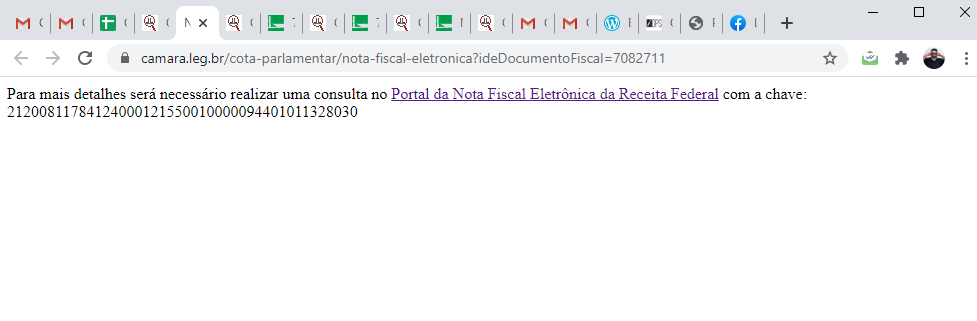 camara.leg.br/cota-parlamentar/nota-fiscal-eletronica?ideDocumentoFiscal=7082711
Para mais detalhes será necessário realizar uma consulta no Portal da Nota Fiscal Eletrônica da Receita Federal com a chave:
21200811784124000121550010000094401011328030